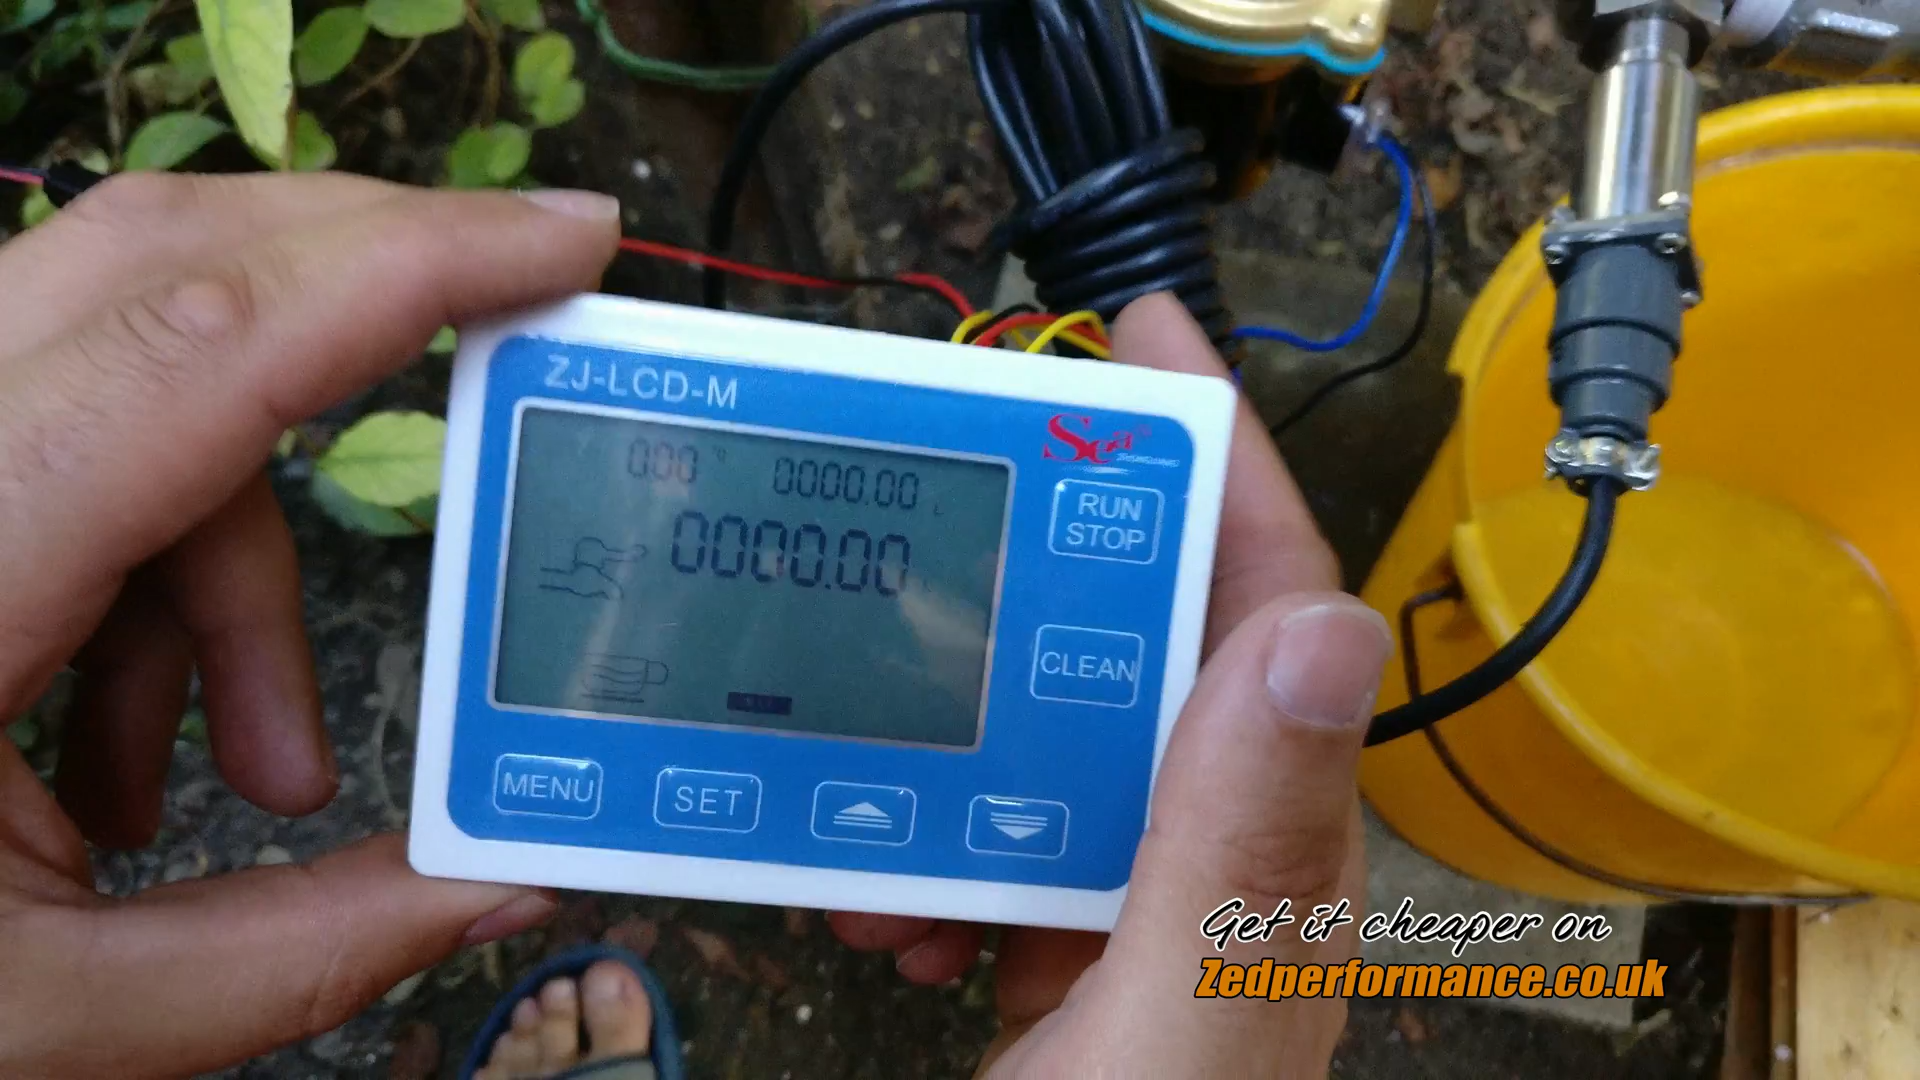 ZJ-LCD-M
Sea
000 °C 0000.00 L
0000.00
RUN
STOP
CLEAN
MENU
SET
Get it cheaper on
Zedperformance.co.uk